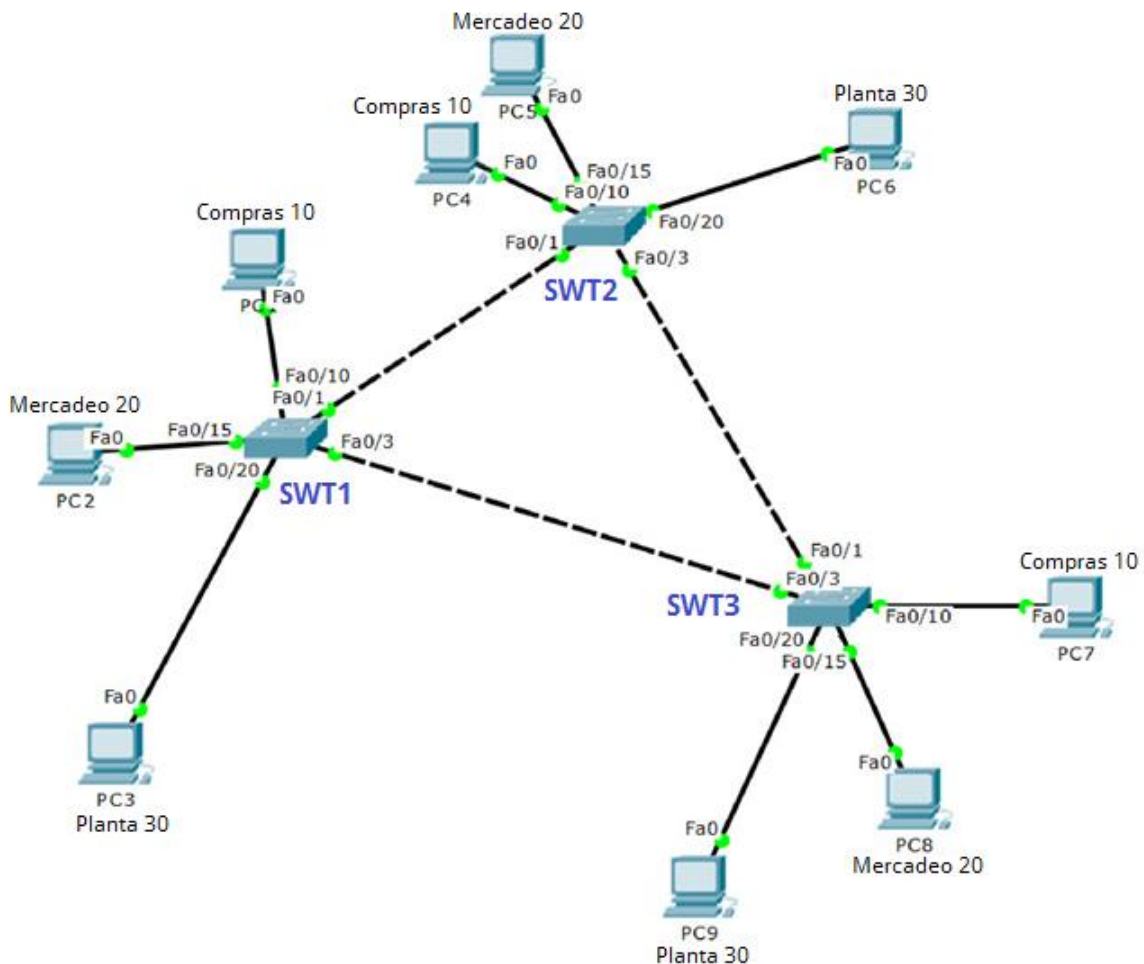 Mercadeo 20
Fa0
PC5
Compras 10
Fa0
PC4
Planta 30
Fa0
PC6
Fa0/15
Fa0/10
Fa0/20
Fa0/1
Fa0/3
SWT2
Compras 10
Fa0
Fa0/10
Fa0/1
Mercadeo 20
Fa0
PC2
Fa0/15
Fa0/3
Fa0/20
SWT1
Fa0
PC3
Planta 30
Fa0/1
Fa0/3
SWT3
Fa0/10
Compras 10
Fa0
PC7
Fa0/20
Fa0/15
Fa0
PC8
Mercadeo 20
Fa0
PC9
Planta 30